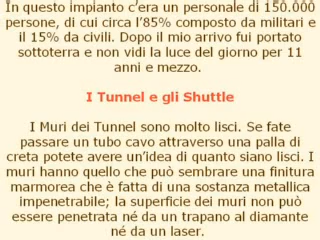 In questo impianto c'era un personale di 150.000
persone, di cui circa l'85% composto da militari e
il 15% da civili. Dopo il mio arrivo fui portato
sottoterra e non vidi la luce del giorno per 11
anni e mezzo.
I Tunnel e gli Shuttle
I Muri dei Tunnel sono molto lisci. Se fate
passare un tubo cavo attraverso una palla di
creta potete avere un'idea di quanto siano lisci. I
muri hanno quello che può sembrare una finitura
marmorea che è fatta di una sostanza metallica
impenetrabile; la superficie dei muri non può
essere penetrata né da un trapano al diamante
né da un laser.